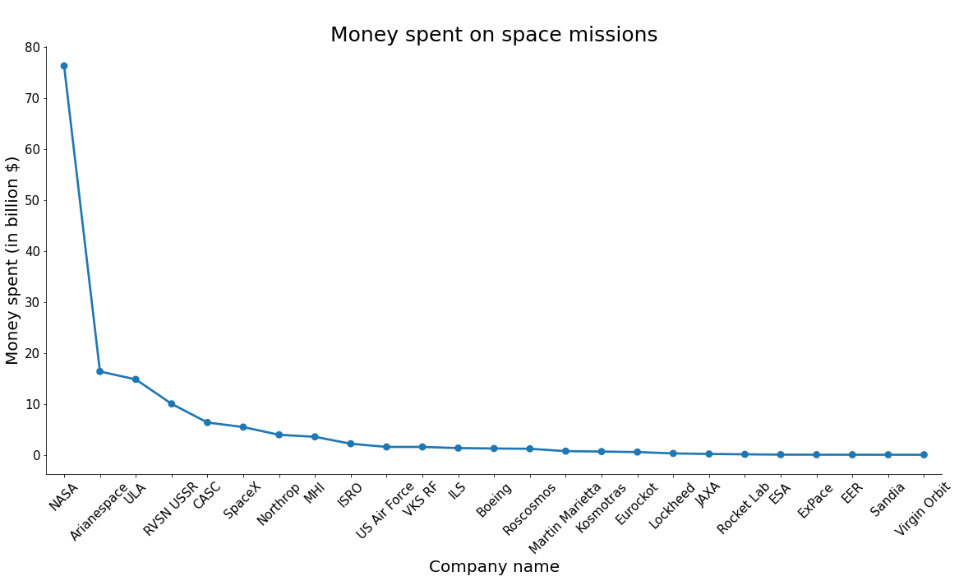 Money spent on space missions
Money spent (in billion $)
80
70
60
50
40
30
20
10
0
NASA
Arianespace
ULA
RVSN USSR
CASC
SpaceX
Northrop
MHI
ISRO
US Air Force
VKS RF
ILS
Boeing
Roscosmos
Martin Marietta
Kosmotras
Eurockot
Lockheed
JAXA
Rocket Lab
ESA
ExPace
EER
Sandia
Virgin Orbit
Company name